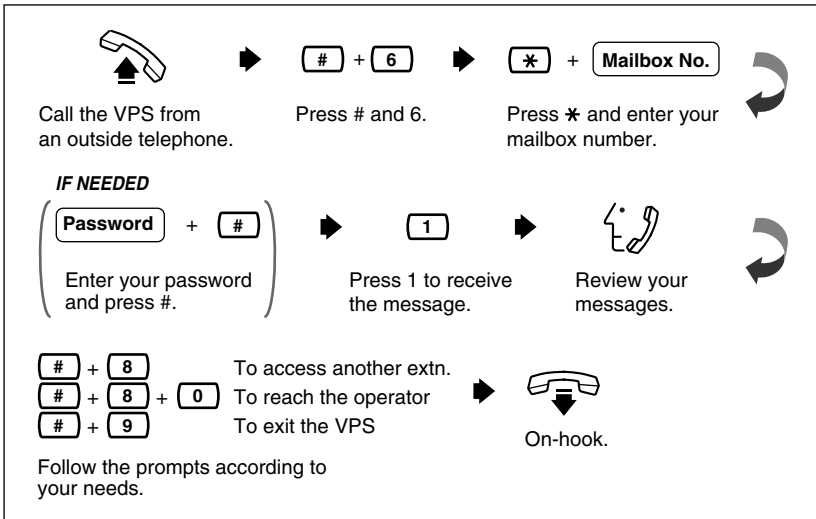 # + 6 * + Mailbox No.
Call the VPS from
an outside telephone.
Press # and 6.
Press * and enter your
mailbox number.
IF NEEDED
Password + #
Enter your password
and press #.
1
Press 1 to receive
the message.
Review your
messages.
# + 8 To access another extn.
# + 8 + 0 To reach the operator
# + 9 To exit the VPS
On-hook.
Follow the prompts according to
your needs.